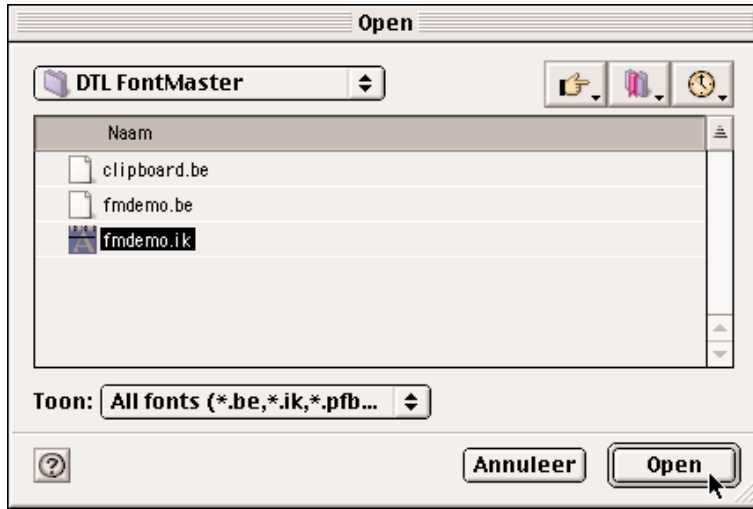 Open
DTL FontMaster
Naam
clipboard.be
fmdemo.be
fmdemo.ik
Toon: All fonts (*.be,*.ik,*.pfb...
? Annuleer Open